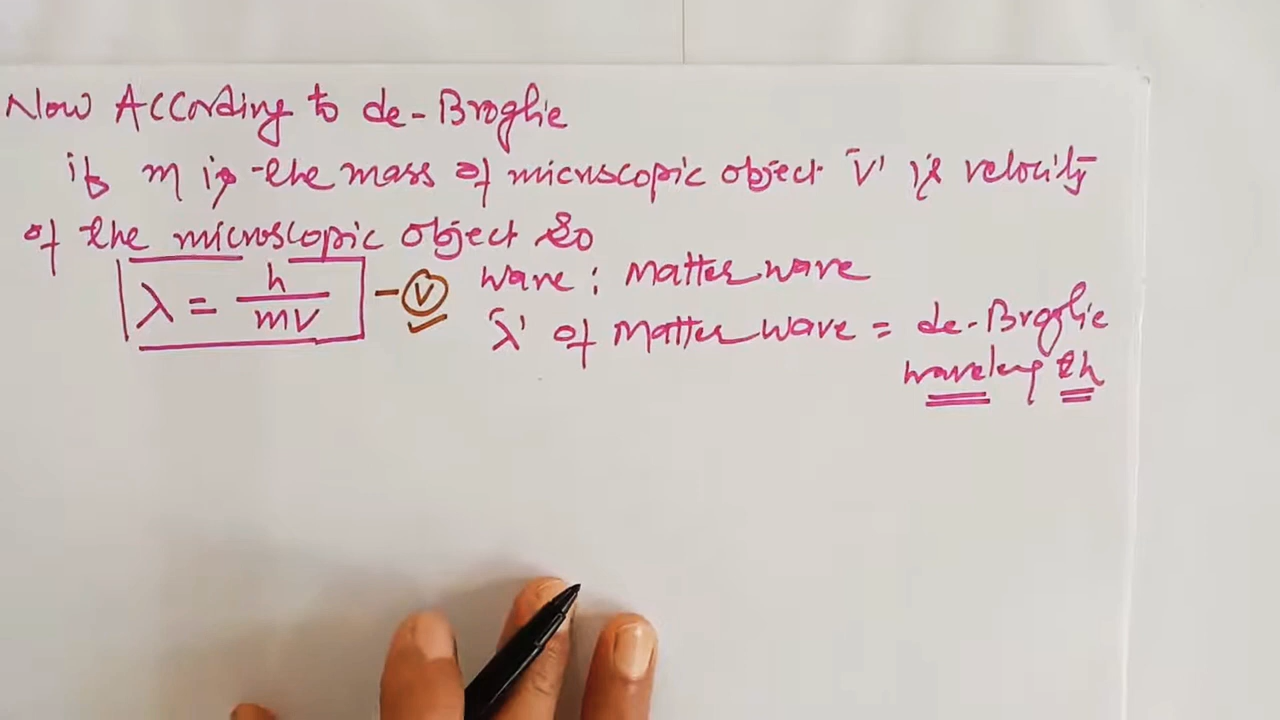 Now According to de-Broglie
if m is the mass of microscopic object 'v' is velocity
of the microscopic object so
λ = h/mv - (v)
wave : Matter wave
'λ' of Matter wave = de-Broglie
wavelength